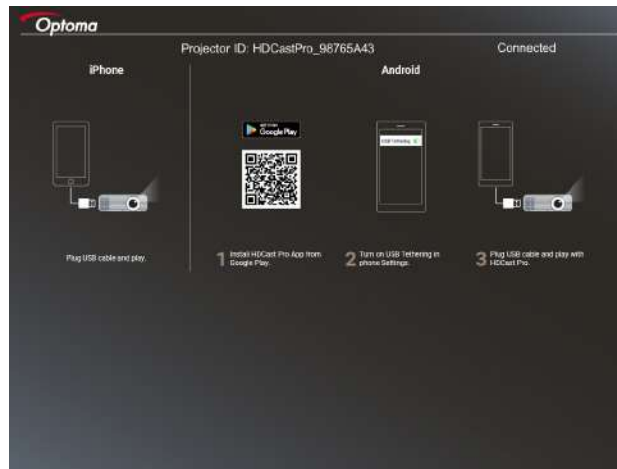 Optoma
Projector ID: HDCastPro_98765A43
Connected
iPhone
Android
Google Play
USB Tethering
Plug USB cable and play.
1 Install HDCast Pro App from
Google Play.
2 Turn on USB Tethering in
phone Settings.
3 Plug USB cable and play with
HDCast Pro.